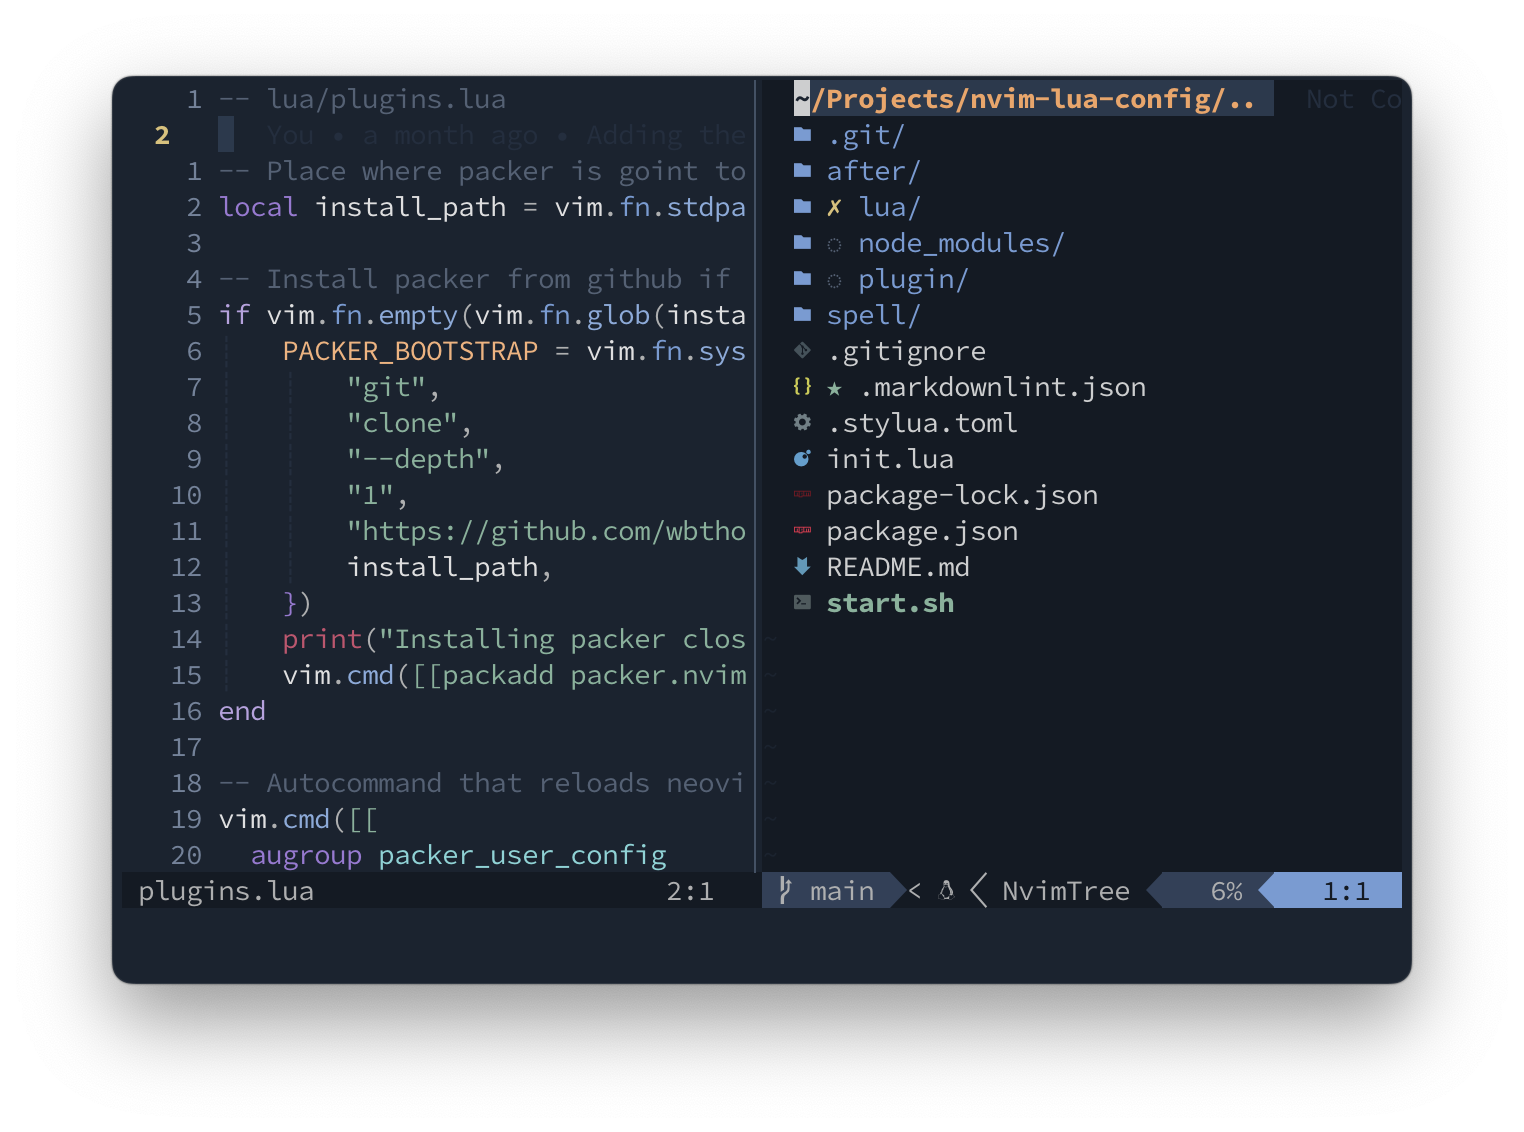 1 -- lua/plugins.lua
2 You • a month ago • Adding the
1 -- Place where packer is goint to
2 local install_path = vim.fn.stdpa
3
4 -- Install packer from github if
5 if vim.fn.empty(vim.fn.glob(insta
6 PACKER_BOOTSTRAP = vim.fn.sys
7 "git",
8 "clone",
9 "--depth",
10 "1",
11 "https://github.com/wbtho
12 install_path,
13 })
14 print("Installing packer clos
15 vim.cmd([[packadd packer.nvim
16 end
17
18 -- Autocommand that reloads neovi
19 vim.cmd([[
20 augroup packer_user_config
plugins.lua 2:1
~/Projects/nvim-lua-config/.. Not Co
.git/
after/
✗ lua/
◌ node_modules/
◌ plugin/
spell/
.gitignore
{} ★ .markdownlint.json
.stylua.toml
init.lua
package-lock.json
package.json
README.md
start.sh
~
~
~
~
~
~
~
main < NvimTree 6% 1:1